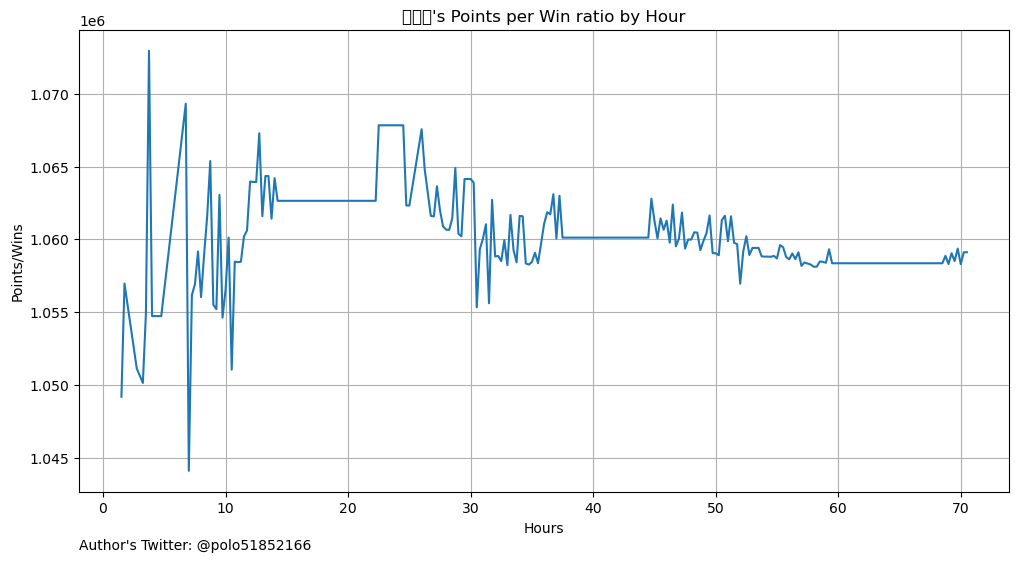 's Points per Win ratio by Hour
1e6
1.070
1.065
1.060
1.055
1.050
1.045
Points/Wins
0 10 20 30 40 50 60 70
Hours
Author's Twitter: @polo51852166